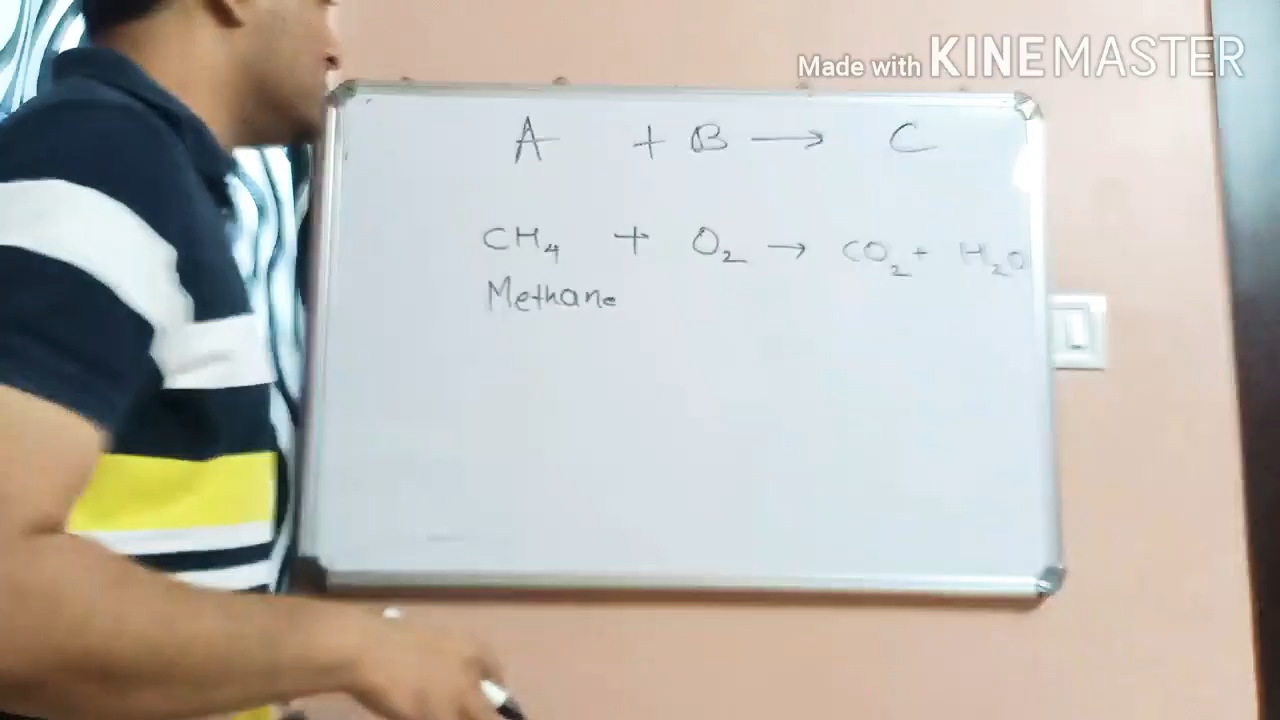 Made with KINEMASTER
A + B → C
CH₄ + O₂ → CO₂ + H₂O
Methane